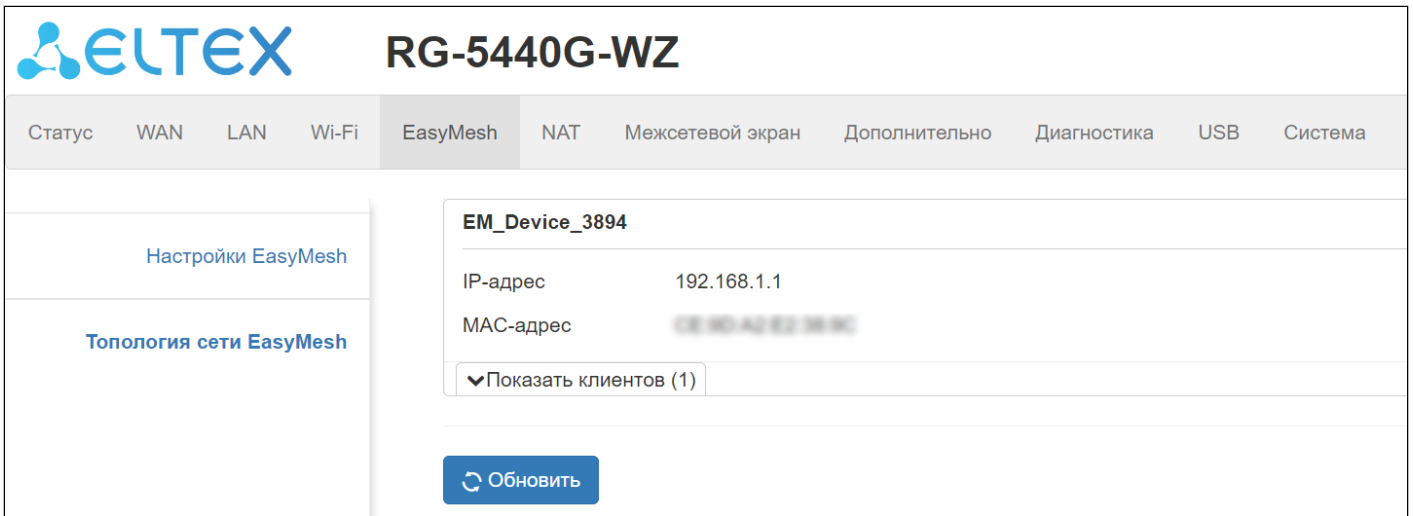 ELTEX RG-5440G-WZ
Статус WAN LAN Wi-Fi EasyMesh NAT Межсетевой экран Дополнительно Диагностика USB Система
EM_Device_3894
Настройки EasyMesh
IP-адрес 192.168.1.1
MAC-адрес
Топология сети EasyMesh
Показать клиентов (1)
Обновить